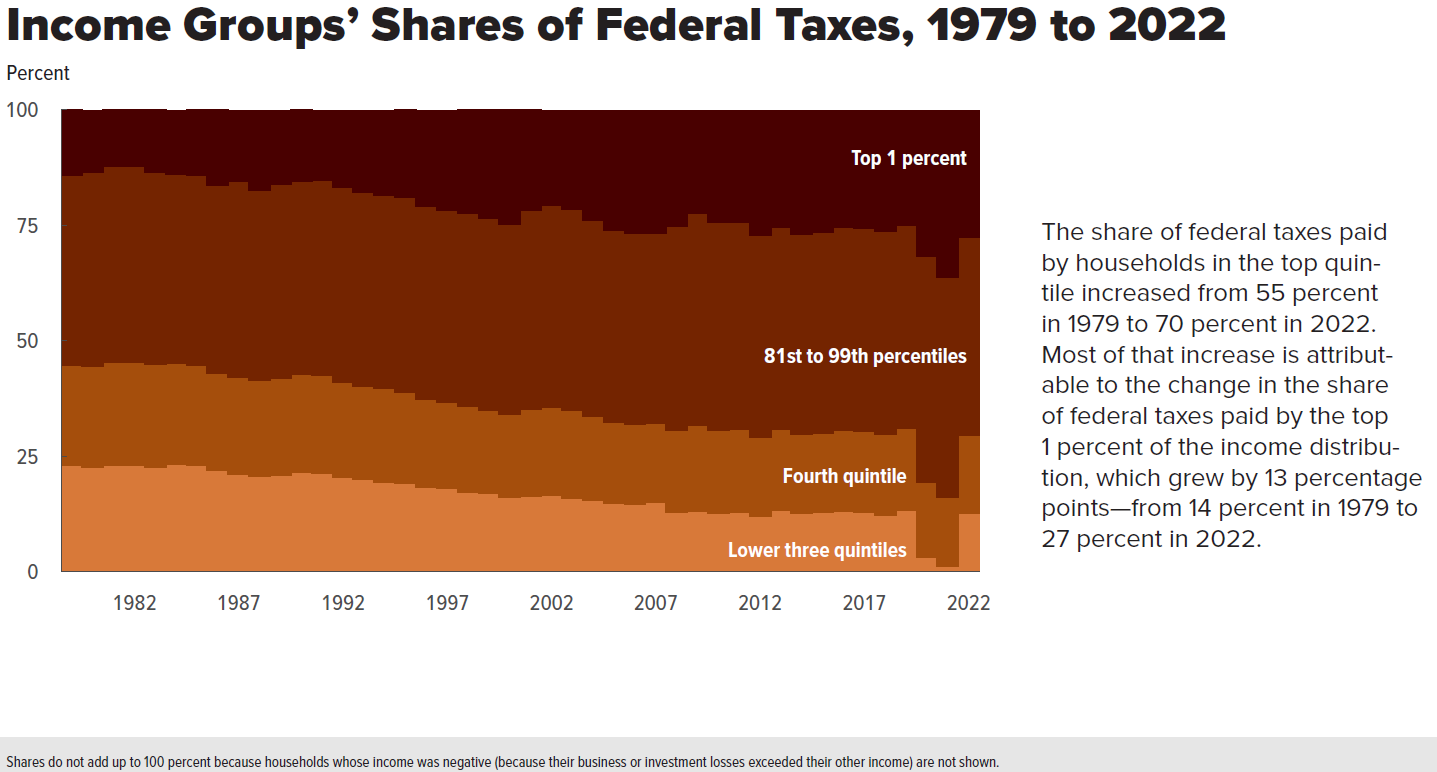 Income Groups’ Shares of Federal Taxes, 1979 to 2022
Percent
100
75
50
25
0
Top 1 percent
81st to 99th percentiles
Fourth quintile
Lower three quintiles
1982 1987 1992 1997 2002 2007 2012 2017 2022
The share of federal taxes paid
by households in the top quin-
tile increased from 55 percent
in 1979 to 70 percent in 2022.
Most of that increase is attribut-
able to the change in the share
of federal taxes paid by the top
1 percent of the income distribu-
tion, which grew by 13 percentage
points—from 14 percent in 1979 to
27 percent in 2022.
Shares do not add up to 100 percent because households whose income was negative (because their business or investment losses exceeded their other income) are not shown.